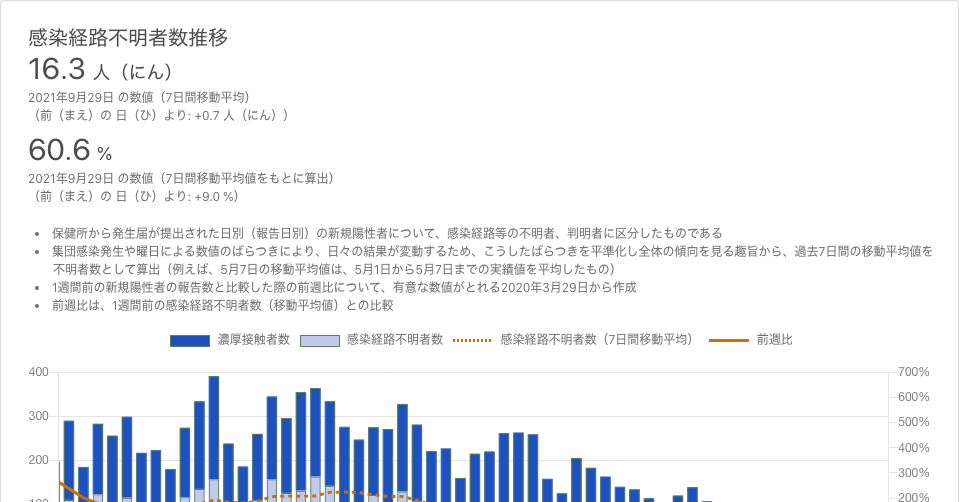 感染経路不明者数推移
16.3 人（にん）
2021年9月29日 の数値（7日間移動平均）
（前（まえ）の 日（ひ）より: +0.7 人（にん））
60.6 %
2021年9月29日 の数値（7日間移動平均値をもとに算出）
（前（まえ）の 日（ひ）より: +9.0 %）
• 保健所から発生届が提出された日別（報告日別）の新規陽性者について、感染経路等の不明者、判明者に区分したものである
• 集団感染発生や曜日による数値のばらつきにより、日々の結果が変動するため、こうしたばらつきを平準化し全体の傾向を見る趣旨から、過去7日間の移動平均値を
不明者数として算出（例えば、5月7日の移動平均値は、5月1日から5月7日までの実績値を平均したもの）
• 1週間前の新規陽性者の報告数と比較した際の前週比について、有意な数値がとれる2020年3月29日から作成
• 前週比は、1週間前の感染経路不明者数（移動平均値）との比較
濃厚接触者数 感染経路不明者数 感染経路不明者数（7日間移動平均） 前週比
400 700%
600%
300 500%
400%
200 300%
100 200%